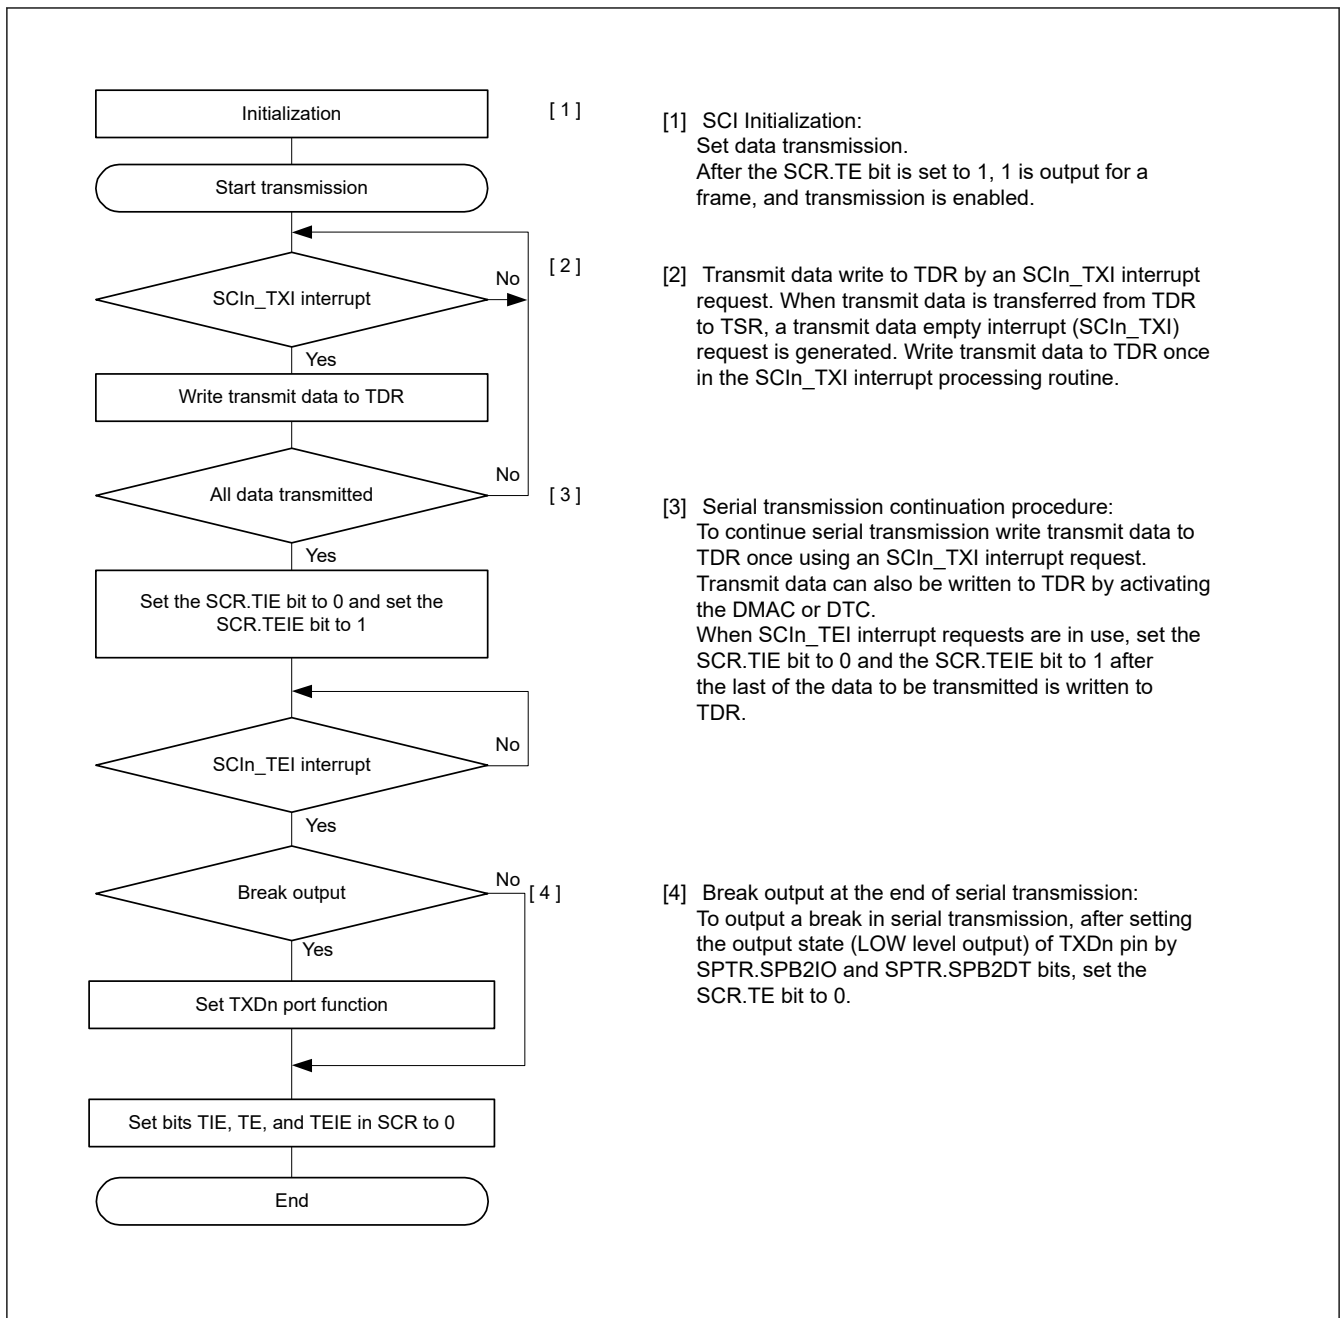 Initialization
[ 1 ]
Start transmission
SCIn_TXI interrupt
No
[ 2 ]
Yes
Write transmit data to TDR
All data transmitted
No
[ 3 ]
Yes
Set the SCR.TIE bit to 0 and set the
SCR.TEIE bit to 1
SCIn_TEI interrupt
No
Yes
Break output
No
[ 4 ]
Yes
Set TXDn port function
Set bits TIE, TE, and TEIE in SCR to 0
End
[1] SCI Initialization:
Set data transmission.
After the SCR.TE bit is set to 1, 1 is output for a
frame, and transmission is enabled.
[2] Transmit data write to TDR by an SCIn_TXI interrupt
request. When transmit data is transferred from TDR
to TSR, a transmit data empty interrupt (SCIn_TXI)
request is generated. Write transmit data to TDR once
in the SCIn_TXI interrupt processing routine.
[3] Serial transmission continuation procedure:
To continue serial transmission write transmit data to
TDR once using an SCIn_TXI interrupt request.
Transmit data can also be written to TDR by activating
the DMAC or DTC.
When SCIn_TEI interrupt requests are in use, set the
SCR.TIE bit to 0 and the SCR.TEIE bit to 1 after
the last of the data to be transmitted is written to
TDR.
[4] Break output at the end of serial transmission:
To output a break in serial transmission, after setting
the output state (LOW level output) of TXDn pin by
SPTR.SPB2IO and SPTR.SPB2DT bits, set the
SCR.TE bit to 0.